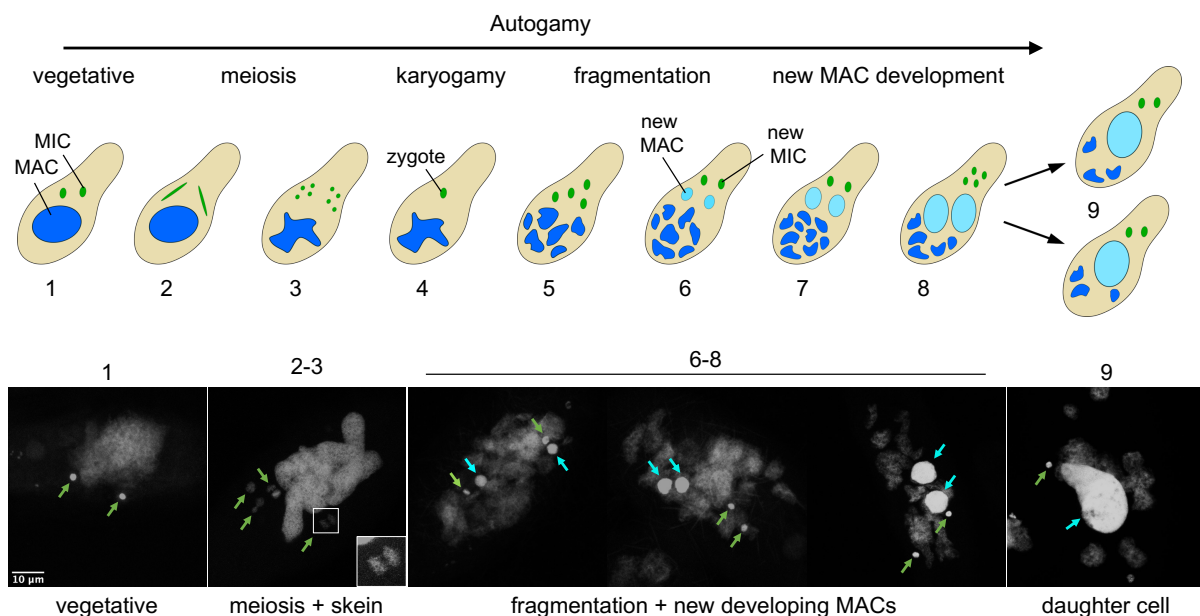 Autogamy
vegetative meiosis karyogamy fragmentation new MAC development
MIC
MAC
zygote
new
MAC
new
MIC
1 2 3 4 5 6 7 8 9
1 2-3 6-8 9
10 μm
vegetative meiosis + skein fragmentation + new developing MACs daughter cell